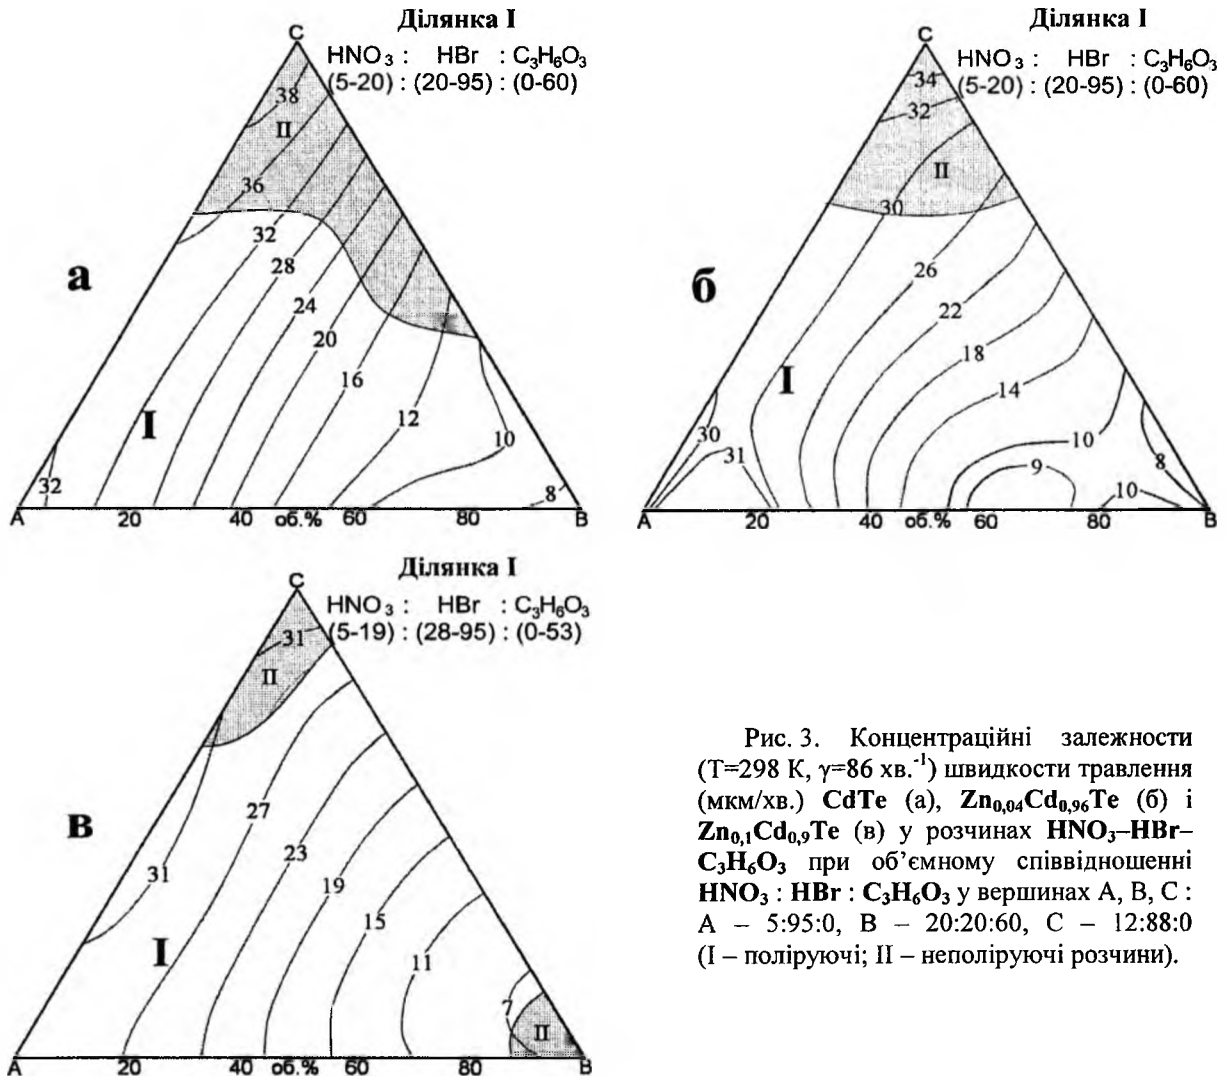 Ділянка I
HNO₃ : HBr : C₃H₆O₃
(5-20) : (20-95) : (0-60)
C
38
II
36
32
28
24
20
16
12
10
8
32
I
а
A 20 40 об.% 60 80 B
Ділянка I
HNO₃ : HBr : C₃H₆O₃
(5-20) : (20-95) : (0-60)
C
34
32
II
30
26
22
18
14
10
9
8
10
30
31
I
б
A 20 40 об.% 60 80 B
Ділянка I
HNO₃ : HBr : C₃H₆O₃
(5-19) : (28-95) : (0-53)
C
31
II
27
23
31
19
15
11
7
II
I
в
A 20 40 об.% 60 80 B
Рис. 3. Концентраційні залежности
(T=298 К, γ=86 хв.⁻¹) швидкости травлення
(мкм/хв.) CdTe (а), Zn₀,₀₄Cd₀,₉₆Te (б) і
Zn₀,₁Cd₀,₉Te (в) у розчинах HNO₃–HBr–
C₃H₆O₃ при об’ємному співвідношенні
HNO₃ : HBr : C₃H₆O₃ у вершинах A, B, C :
A – 5:95:0, B – 20:20:60, C – 12:88:0
(I – поліруючі; II – неполіруючі розчини).